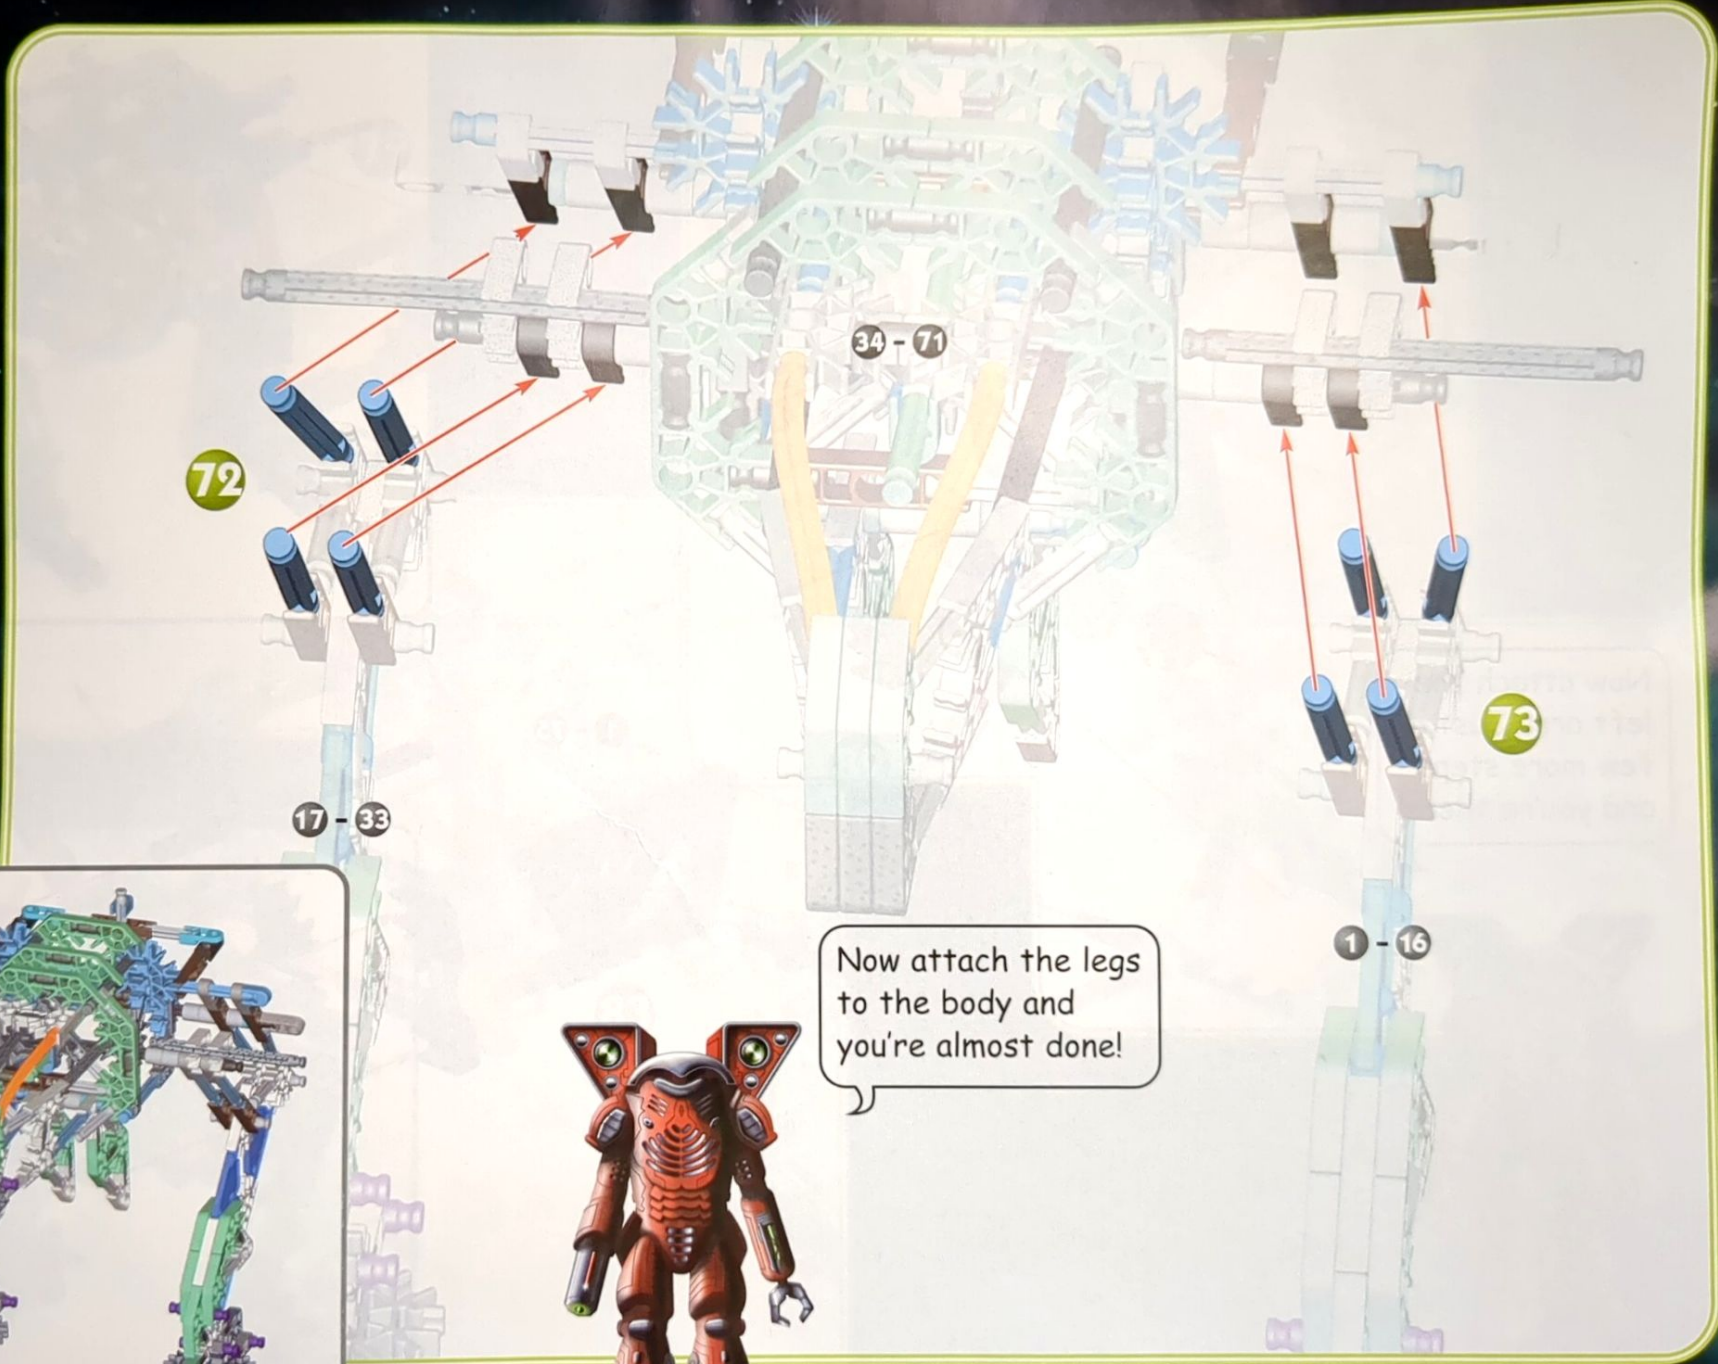 34 - 71
72
73
17 - 33
1 - 16
Now attach the legs
to the body and
you're almost done!